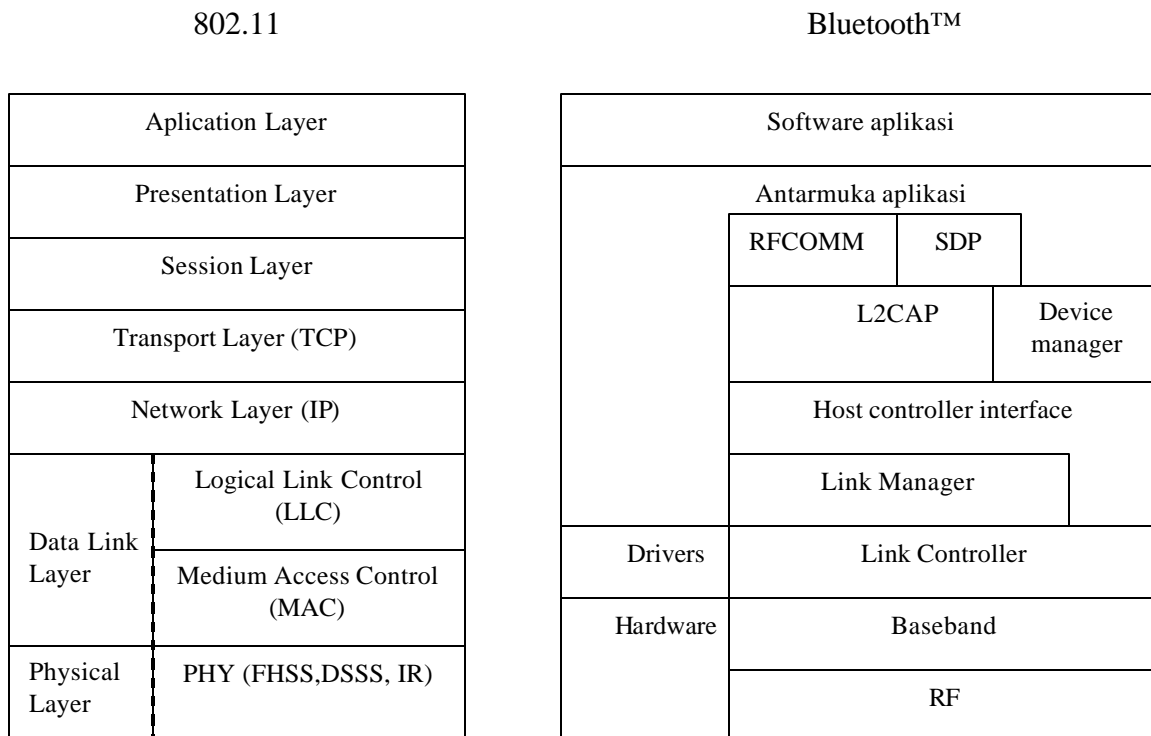 802.11
Bluetooth™
Aplication Layer
Presentation Layer
Session Layer
Transport Layer (TCP)
Network Layer (IP)
Data Link
Layer
Logical Link Control
(LLC)
Medium Access Control
(MAC)
Physical
Layer
PHY (FHSS,DSSS, IR)
Software aplikasi
Antarmuka aplikasi
RFCOMM
SDP
L2CAP
Device
manager
Host controller interface
Link Manager
Drivers
Link Controller
Hardware
Baseband
RF